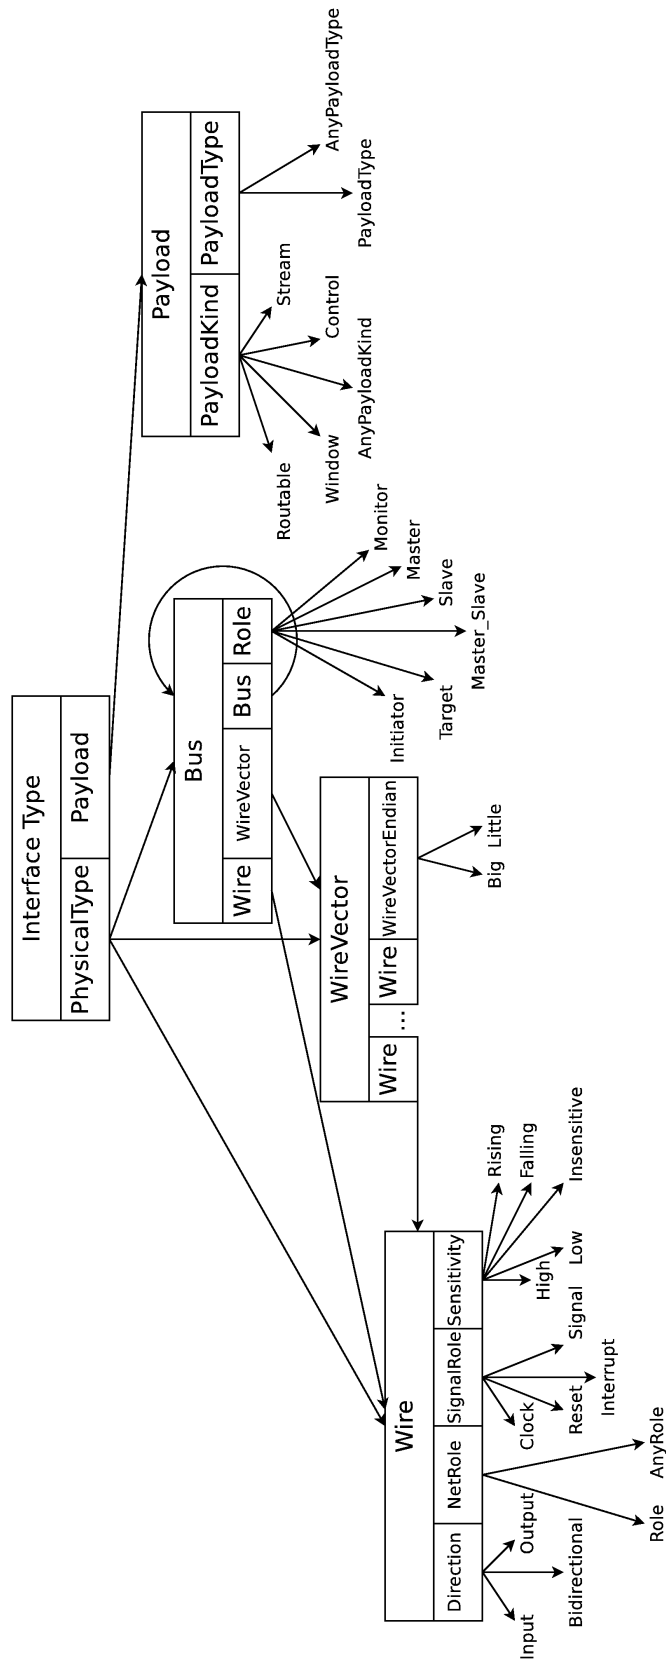 Interface Type
PhysicalType
Payload
Payload
PayloadKind
PayloadType
Routable
Window
AnyPayloadKind
Control
Stream
PayloadType
AnyPayloadType
Bus
Wire
WireVector
Bus
Role
Initiator
Target
Master_Slave
Slave
Master
Monitor
WireVector
Wire
...
Wire
WireVectorEndian
Big
Little
Wire
Direction
NetRole
SignalRole
Sensitivity
Input
Bidirectional
Output
Role
AnyRole
Clock
Reset
Interrupt
Signal
High
Low
Insensitive
Falling
Rising